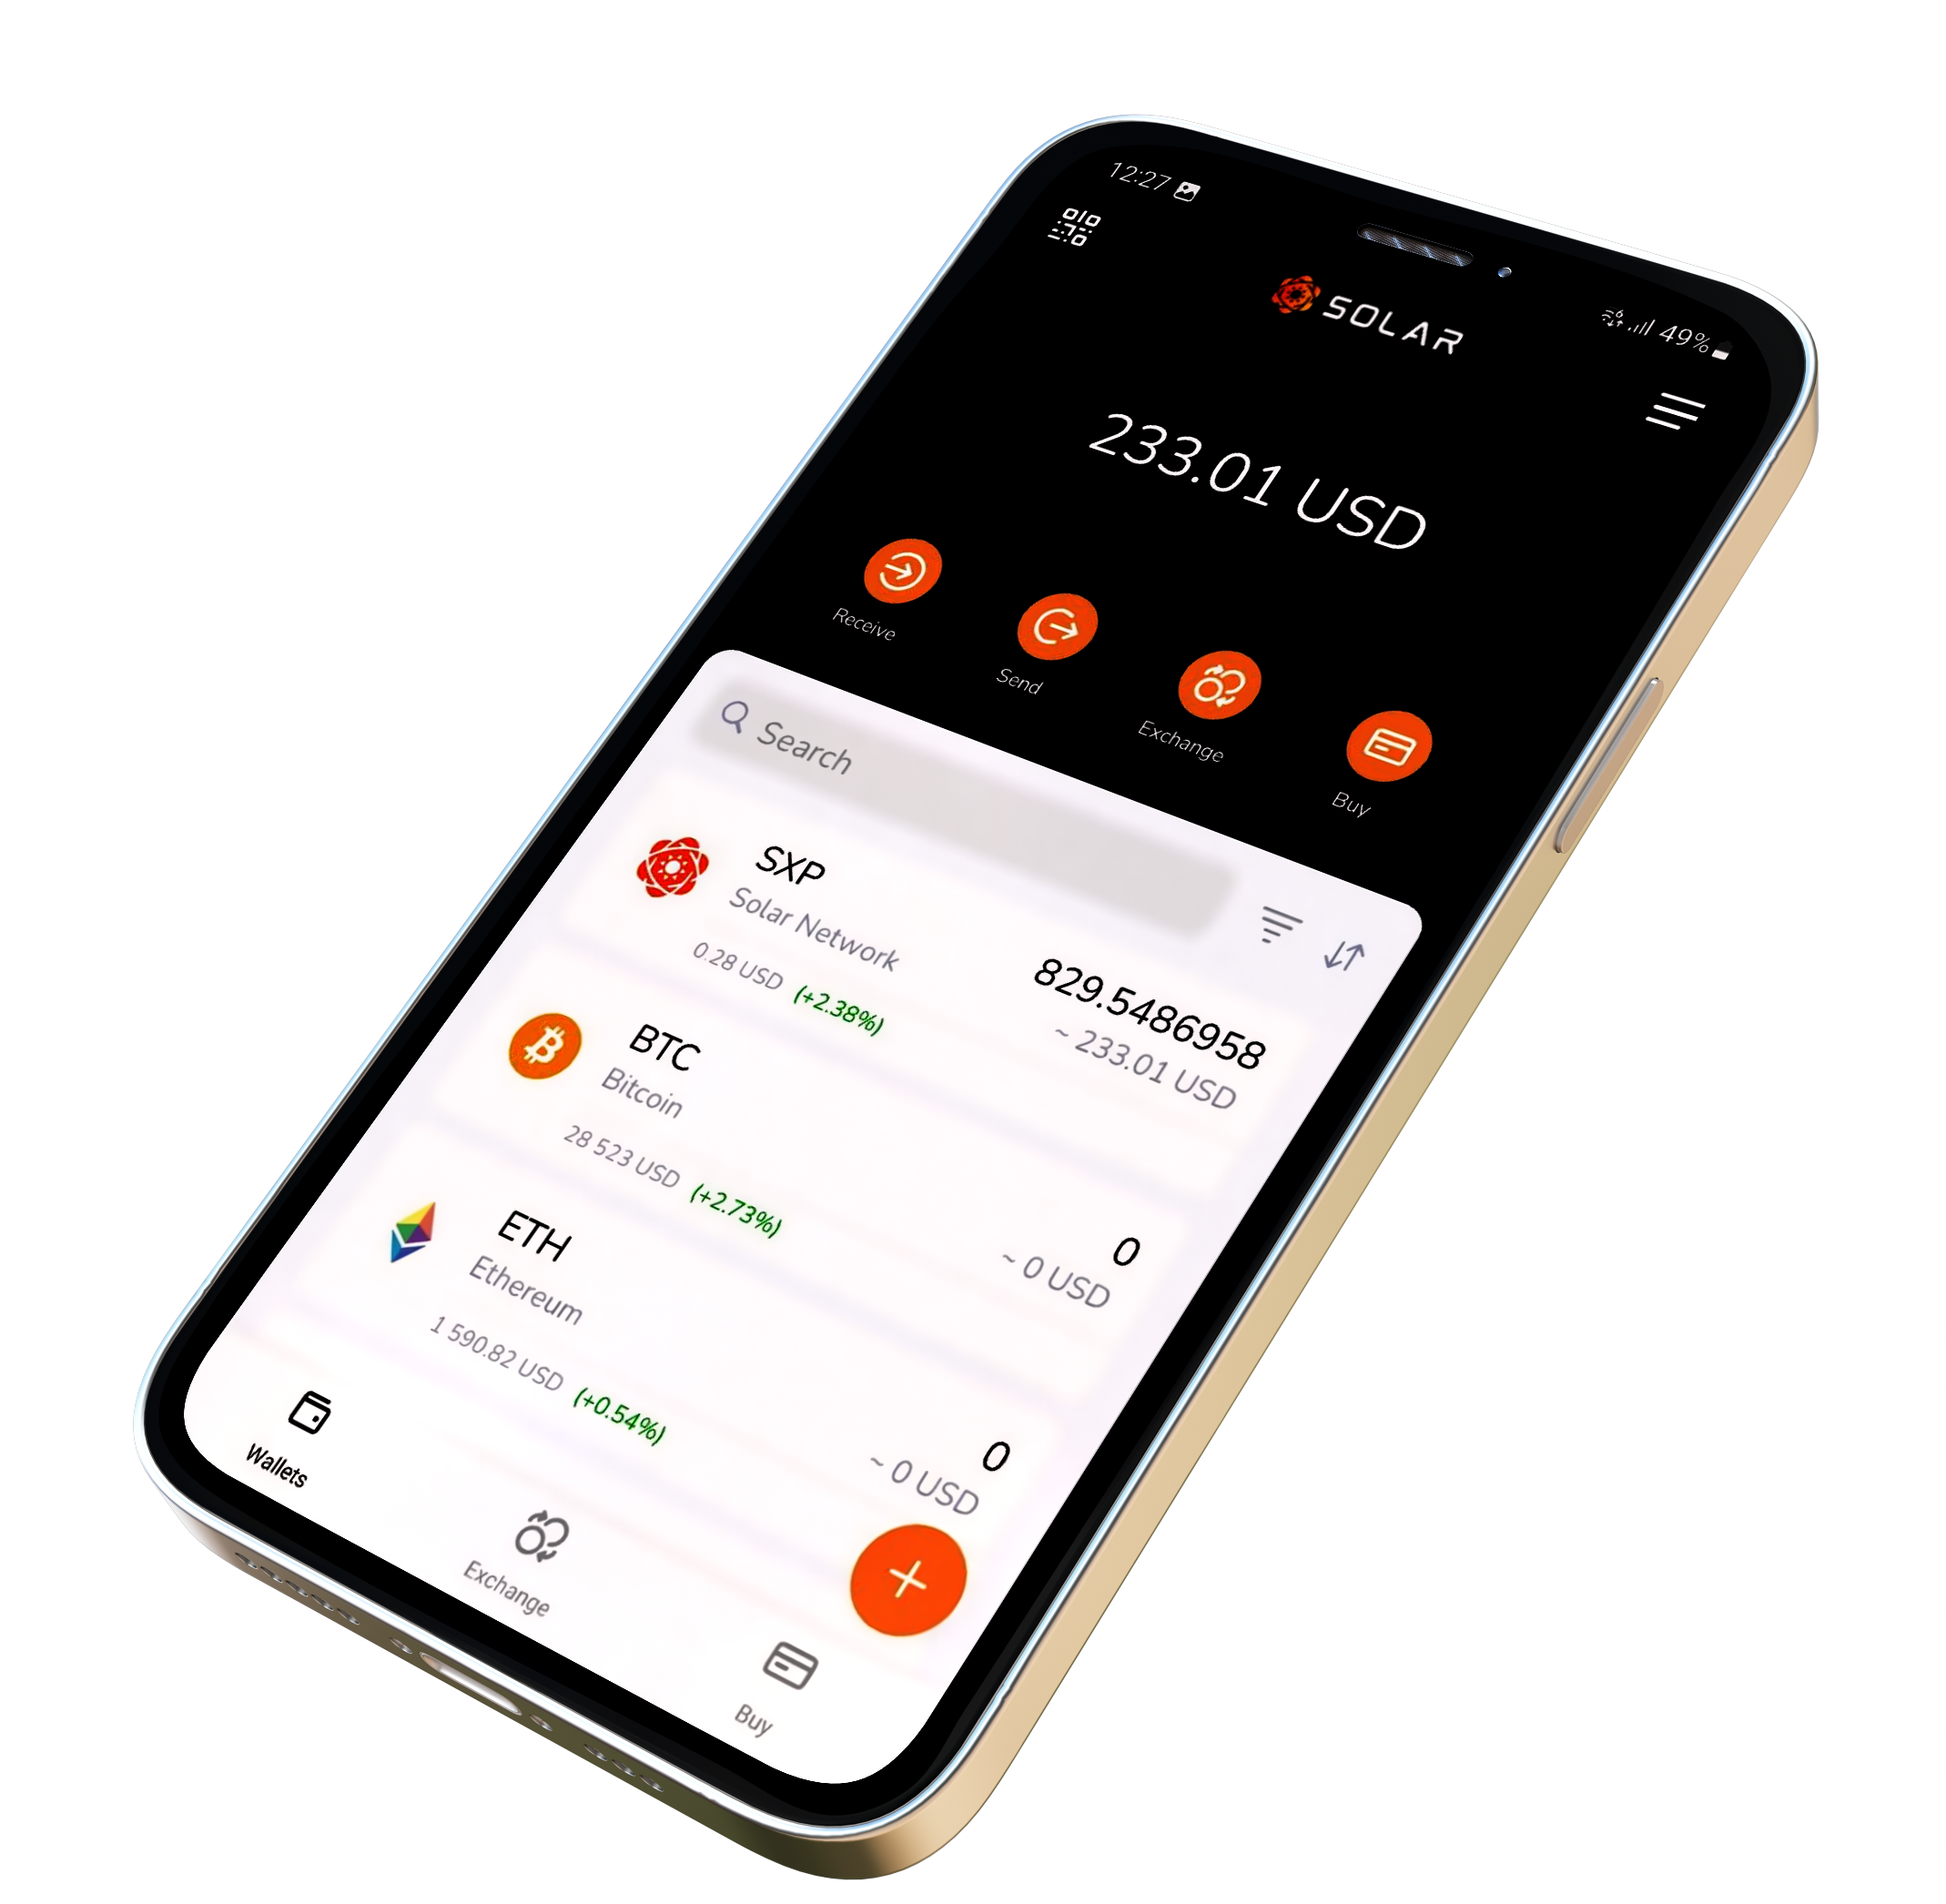 12:27
49%
SOLAR
233.01 USD
Receive
Send
Exchange
Buy
Search
SXP
Solar Network
829.5486958
0.28 USD (+2.38%)
~ 233.01 USD
BTC
Bitcoin
0
28 523 USD (+2.73%)
~ 0 USD
ETH
Ethereum
0
1 590.82 USD (+0.54%)
~ 0 USD
Wallets
Exchange
Buy